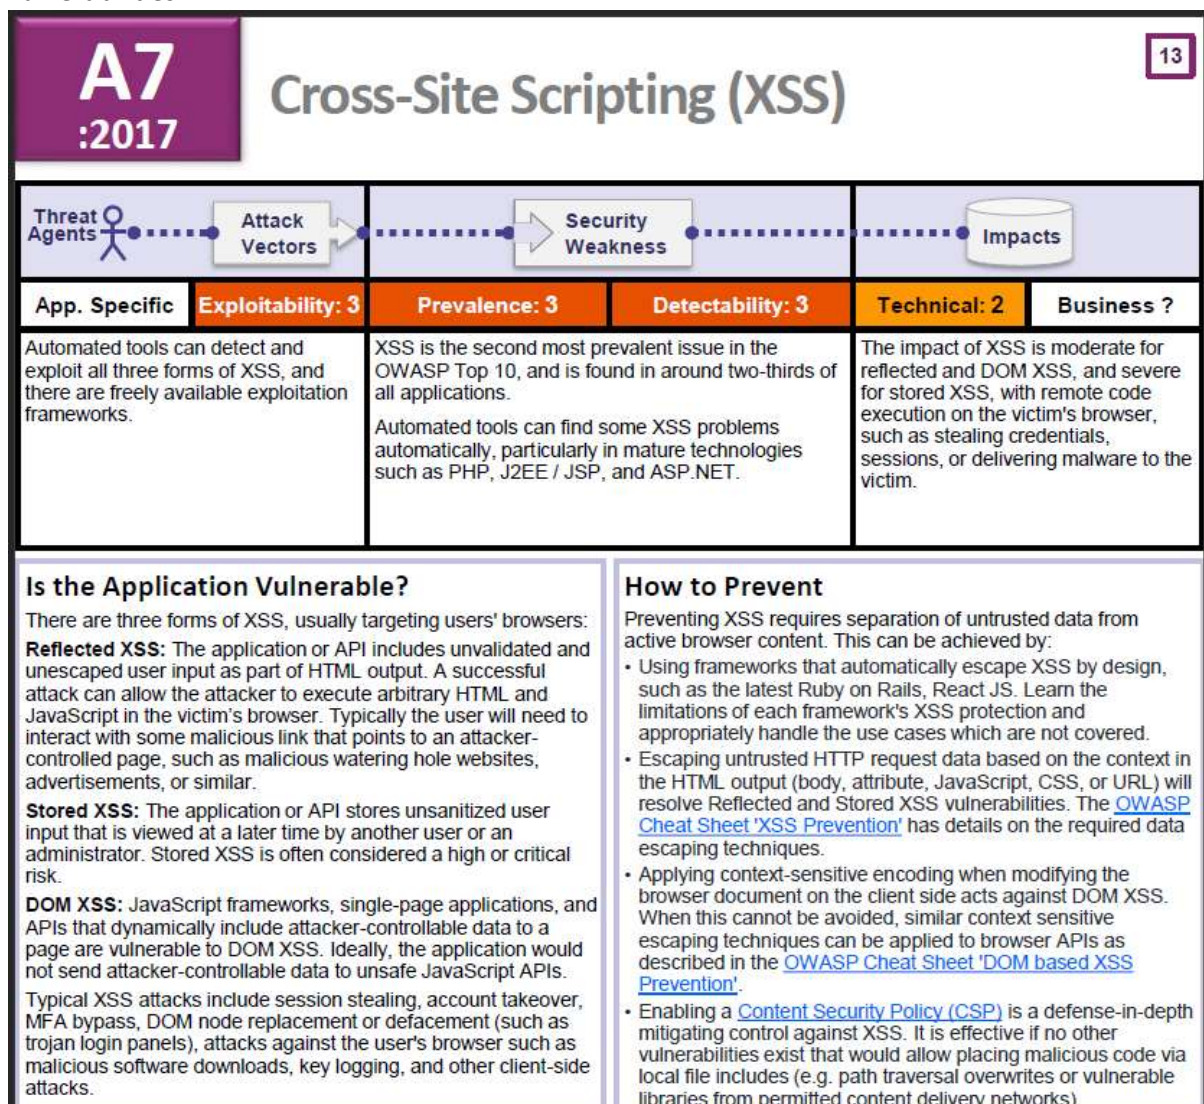 A7
:2017
Cross-Site Scripting (XSS)
13
Threat
Agents
Attack
Vectors
Security
Weakness
Impacts
App. Specific
Exploitability: 3
Prevalence: 3
Detectability: 3
Technical: 2
Business ?
Automated tools can detect and
exploit all three forms of XSS, and
there are freely available exploitation
frameworks.
XSS is the second most prevalent issue in the
OWASP Top 10, and is found in around two-thirds of
all applications.
Automated tools can find some XSS problems
automatically, particularly in mature technologies
such as PHP, J2EE / JSP, and ASP.NET.
The impact of XSS is moderate for
reflected and DOM XSS, and severe
for stored XSS, with remote code
execution on the victim's browser,
such as stealing credentials,
sessions, or delivering malware to the
victim.
Is the Application Vulnerable?
There are three forms of XSS, usually targeting users' browsers:
Reflected XSS: The application or API includes unvalidated and
unescaped user input as part of HTML output. A successful
attack can allow the attacker to execute arbitrary HTML and
JavaScript in the victim's browser. Typically the user will need to
interact with some malicious link that points to an attacker-
controlled page, such as malicious watering hole websites,
advertisements, or similar.
Stored XSS: The application or API stores unsanitized user
input that is viewed at a later time by another user or an
administrator. Stored XSS is often considered a high or critical
risk.
DOM XSS: JavaScript frameworks, single-page applications, and
APIs that dynamically include attacker-controllable data to a
page are vulnerable to DOM XSS. Ideally, the application would
not send attacker-controllable data to unsafe JavaScript APIs.
Typical XSS attacks include session stealing, account takeover,
MFA bypass, DOM node replacement or defacement (such as
trojan login panels), attacks against the user's browser such as
malicious software downloads, key logging, and other client-side
attacks.
How to Prevent
Preventing XSS requires separation of untrusted data from
active browser content. This can be achieved by:
• Using frameworks that automatically escape XSS by design,
such as the latest Ruby on Rails, React JS. Learn the
limitations of each framework's XSS protection and
appropriately handle the use cases which are not covered.
• Escaping untrusted HTTP request data based on the context in
the HTML output (body, attribute, JavaScript, CSS, or URL) will
resolve Reflected and Stored XSS vulnerabilities. The OWASP
Cheat Sheet 'XSS Prevention' has details on the required data
escaping techniques.
• Applying context-sensitive encoding when modifying the
browser document on the client side acts against DOM XSS.
When this cannot be avoided, similar context sensitive
escaping techniques can be applied to browser APIs as
described in the OWASP Cheat Sheet 'DOM based XSS
Prevention'.
• Enabling a Content Security Policy (CSP) is a defense-in-depth
mitigating control against XSS. It is effective if no other
vulnerabilities exist that would allow placing malicious code via
local file includes (e.g. path traversal overwrites or vulnerable
libraries from permitted content delivery networks)